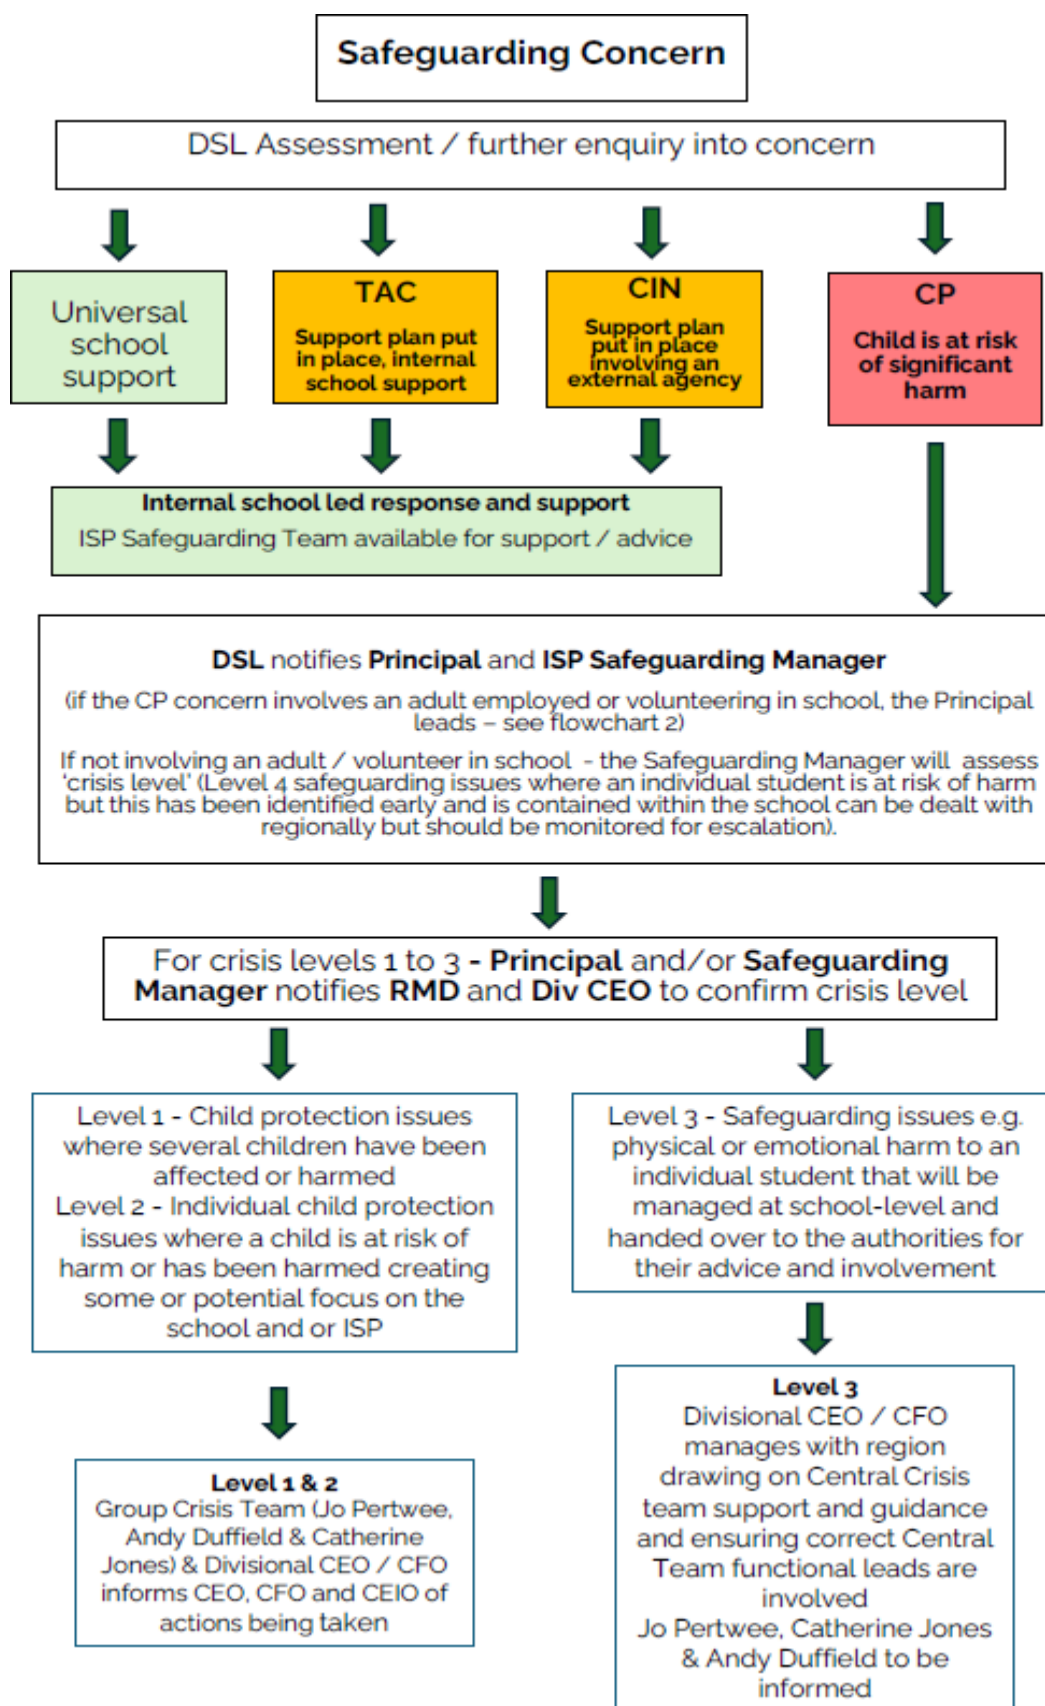 Safeguarding Concern
DSL Assessment / further enquiry into concern
Universal
school
support
TAC
Support plan put
in place, internal
school support
CIN
Support plan
put in place
involving an
external agency
CP
Child is at risk
of significant
harm
Internal school led response and support
ISP Safeguarding Team available for support / advice
DSL notifies Principal and ISP Safeguarding Manager
(if the CP concern involves an adult employed or volunteering in school, the Principal
leads – see flowchart 2)
If not involving an adult / volunteer in school - the Safeguarding Manager will assess
'crisis level' (Level 4 safeguarding issues where an individual student is at risk of harm
but this has been identified early and is contained within the school can be dealt with
regionally but should be monitored for escalation).
For crisis levels 1 to 3 - Principal and/or Safeguarding
Manager notifies RMD and Div CEO to confirm crisis level
Level 1 - Child protection issues
where several children have been
affected or harmed
Level 2 - Individual child protection
issues where a child is at risk of
harm or has been harmed creating
some or potential focus on the
school and or ISP
Level 3 - Safeguarding issues e.g.
physical or emotional harm to an
individual student that will be
managed at school-level and
handed over to the authorities for
their advice and involvement
Level 1 & 2
Group Crisis Team (Jo Pertwee,
Andy Duffield & Catherine
Jones) & Divisional CEO / CFO
informs CEO, CFO and CEIO of
actions being taken
Level 3
Divisional CEO / CFO
manages with region
drawing on Central Crisis
team support and guidance
and ensuring correct Central
Team functional leads are
involved
Jo Pertwee, Catherine Jones
& Andy Duffield to be
informed